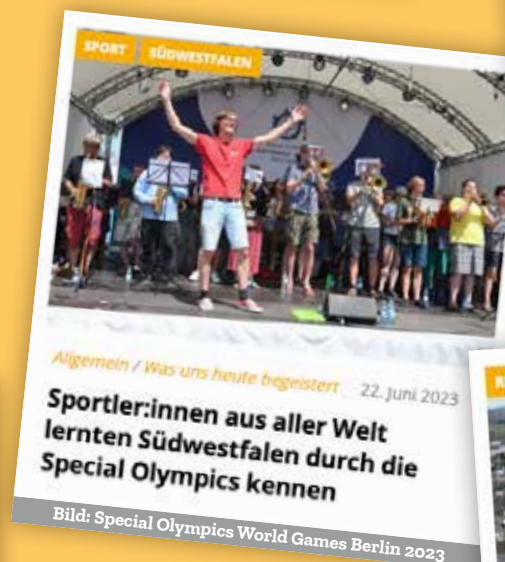 SPORT SÜDWESTFALEN
Allgemein / Was uns heute begeistert 22. Juni 2023
Sportler:innen aus aller Welt
lernten Südwestfalen durch die
Special Olympics kennen
Bild: Special Olympics World Games Berlin 2023